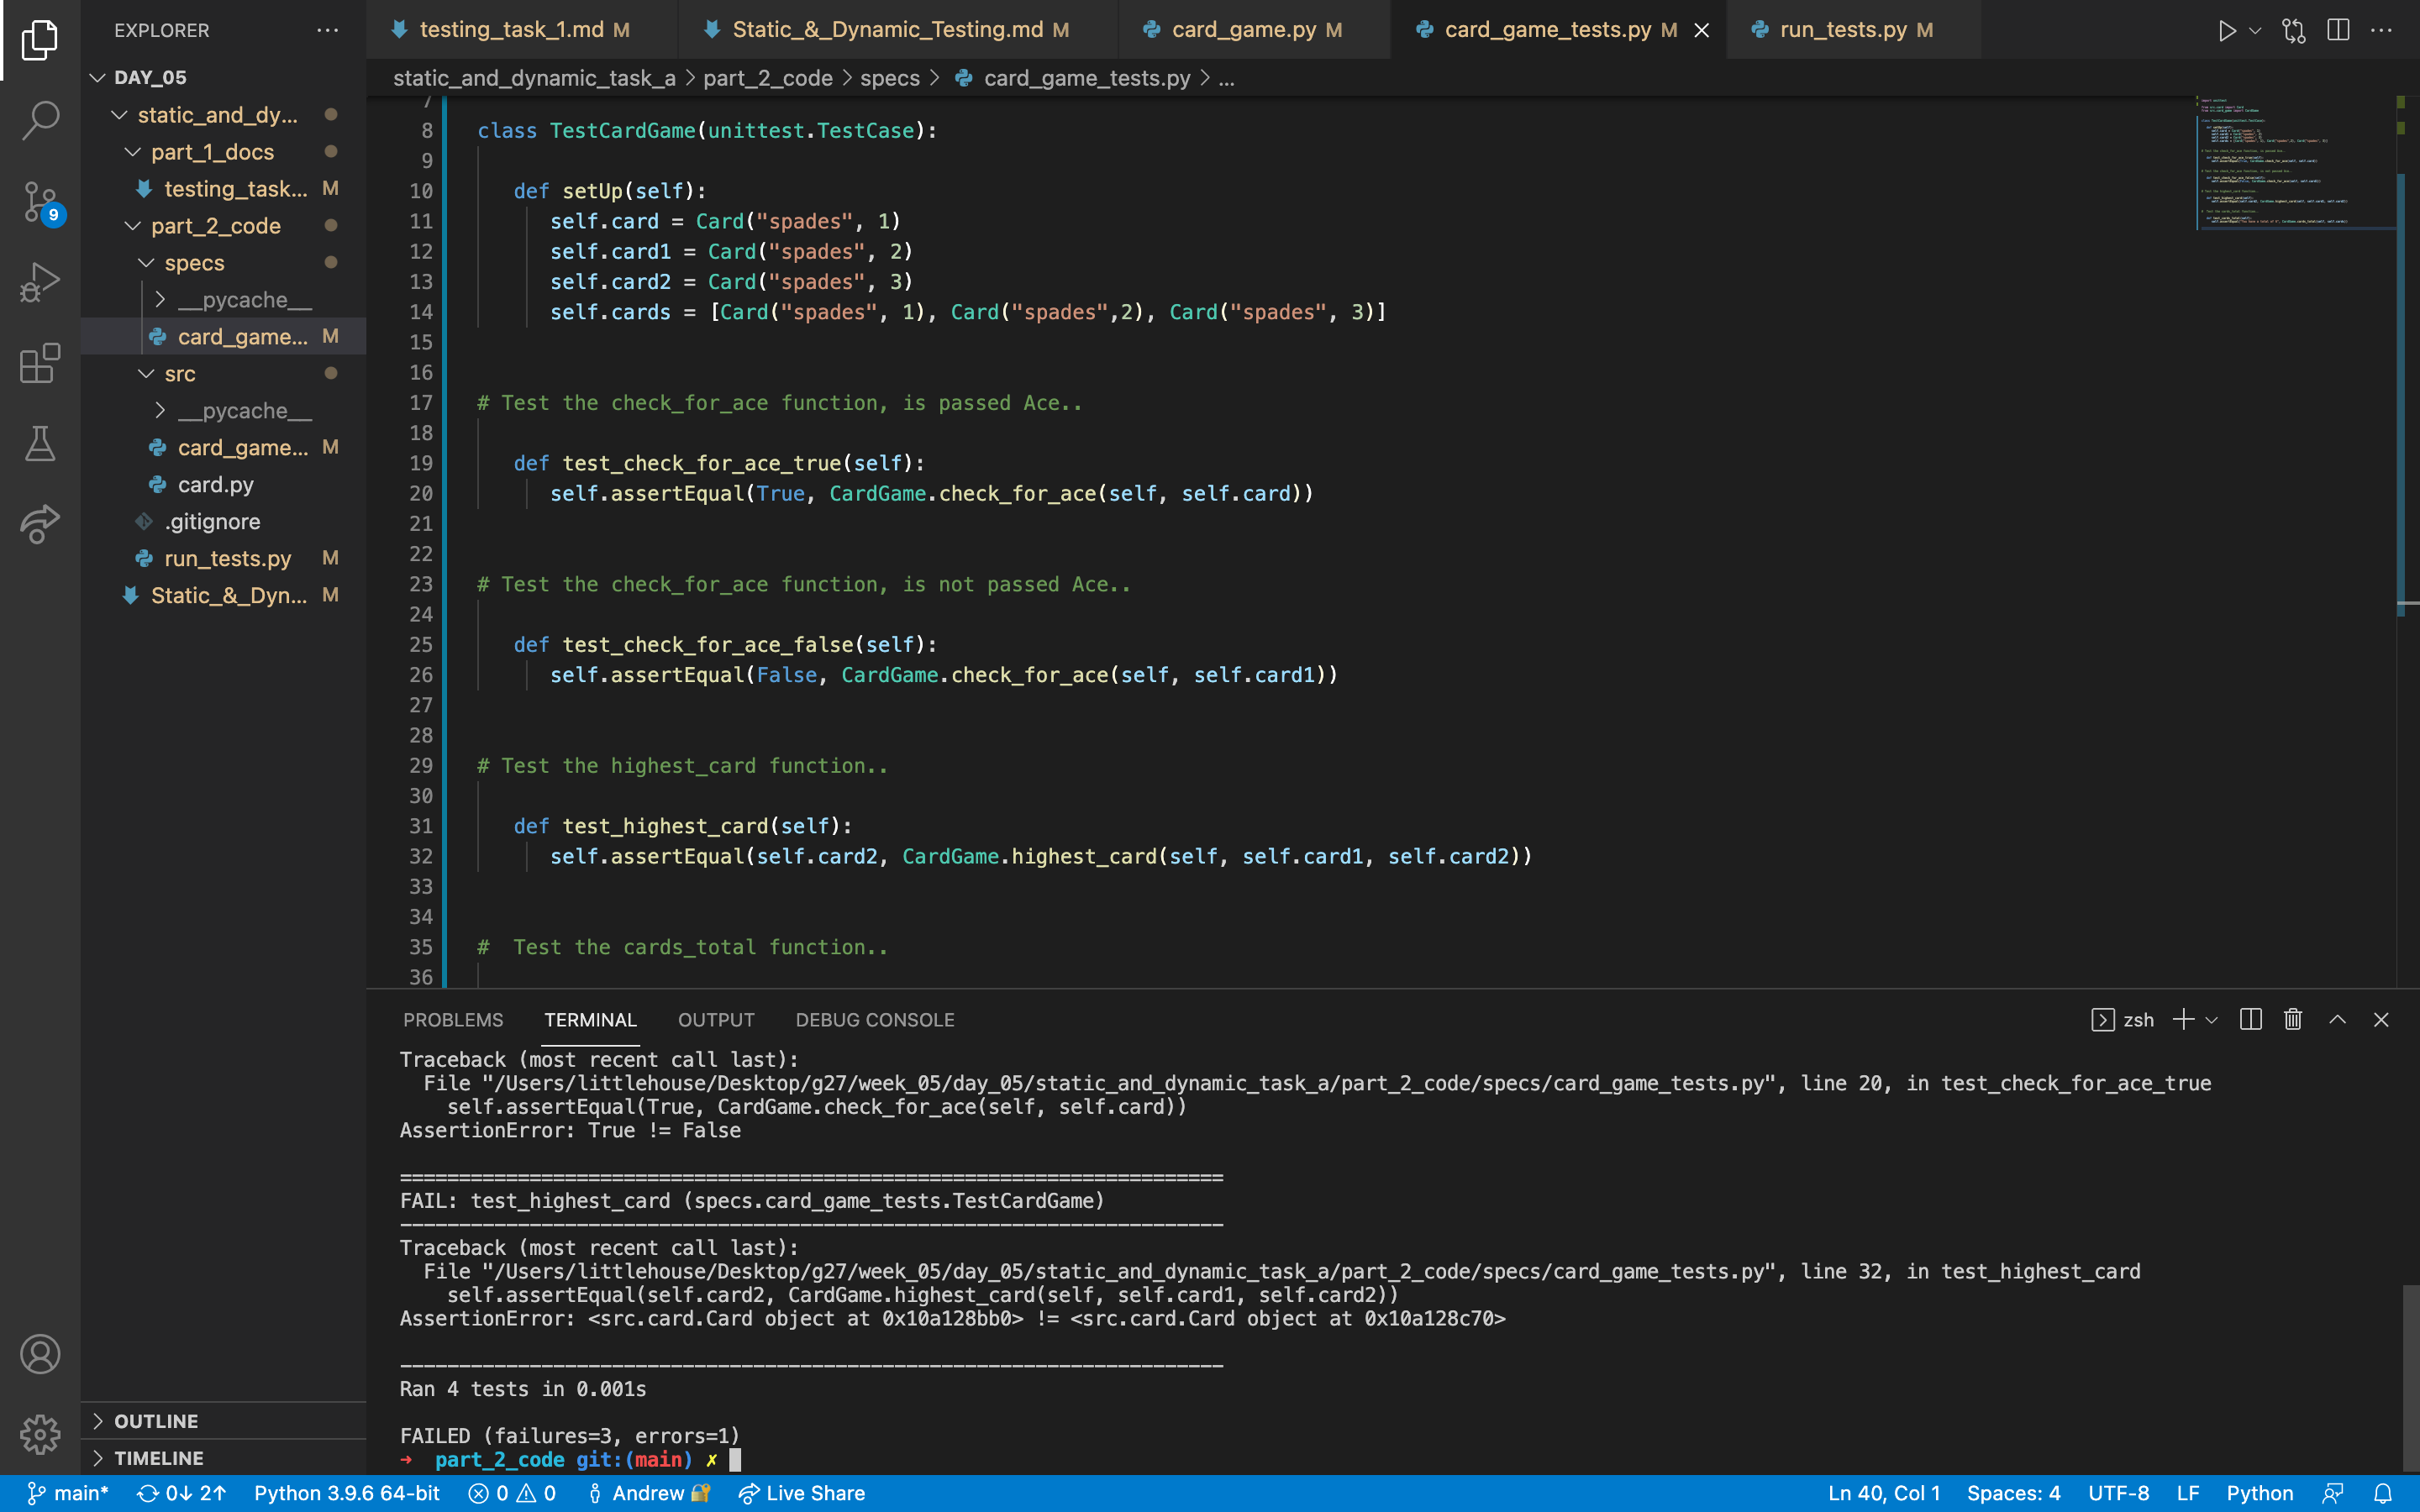 EXPLORER
DAY_05
static_and_dy...
part_1_docs
testing_task... M
part_2_code
specs
__pycache__
card_game... M
src
__pycache__
card_game... M
card.py
.gitignore
run_tests.py M
Static_&_Dyn... M
OUTLINE
TIMELINE
9
testing_task_1.md M
Static_&_Dynamic_Testing.md M
card_game.py M
card_game_tests.py M
run_tests.py M
static_and_dynamic_task_a > part_2_code > specs > card_game_tests.py > ...
7
8 class TestCardGame(unittest.TestCase):
9
10 def setUp(self):
11 self.card = Card("spades", 1)
12 self.card1 = Card("spades", 2)
13 self.card2 = Card("spades", 3)
14 self.cards = [Card("spades", 1), Card("spades",2), Card("spades", 3)]
15
16
17 # Test the check_for_ace function, is passed Ace..
18
19 def test_check_for_ace_true(self):
20 self.assertEqual(True, CardGame.check_for_ace(self, self.card))
21
22
23 # Test the check_for_ace function, is not passed Ace..
24
25 def test_check_for_ace_false(self):
26 self.assertEqual(False, CardGame.check_for_ace(self, self.card1))
27
28
29 # Test the highest_card function..
30
31 def test_highest_card(self):
32 self.assertEqual(self.card2, CardGame.highest_card(self, self.card1, self.card2))
33
34
35 #  Test the cards_total function..
36
PROBLEMS TERMINAL OUTPUT DEBUG CONSOLE
zsh
Traceback (most recent call last):
File "/Users/littlehouse/Desktop/g27/week_05/day_05/static_and_dynamic_task_a/part_2_code/specs/card_game_tests.py", line 20, in test_check_for_ace_true
self.assertEqual(True, CardGame.check_for_ace(self, self.card))
AssertionError: True != False
======================================================================
FAIL: test_highest_card (specs.card_game_tests.TestCardGame)
----------------------------------------------------------------------
Traceback (most recent call last):
File "/Users/littlehouse/Desktop/g27/week_05/day_05/static_and_dynamic_task_a/part_2_code/specs/card_game_tests.py", line 32, in test_highest_card
self.assertEqual(self.card2, CardGame.highest_card(self, self.card1, self.card2))
AssertionError: <src.card.Card object at 0x10a128bb0> != <src.card.Card object at 0x10a128c70>
----------------------------------------------------------------------
Ran 4 tests in 0.001s
FAILED (failures=3, errors=1)
→ part_2_code git:(main) ✗
main* 0↓ 2↑ Python 3.9.6 64-bit 0 0 Andrew 🔐 Live Share
Ln 40, Col 1 Spaces: 4 UTF-8 LF Python